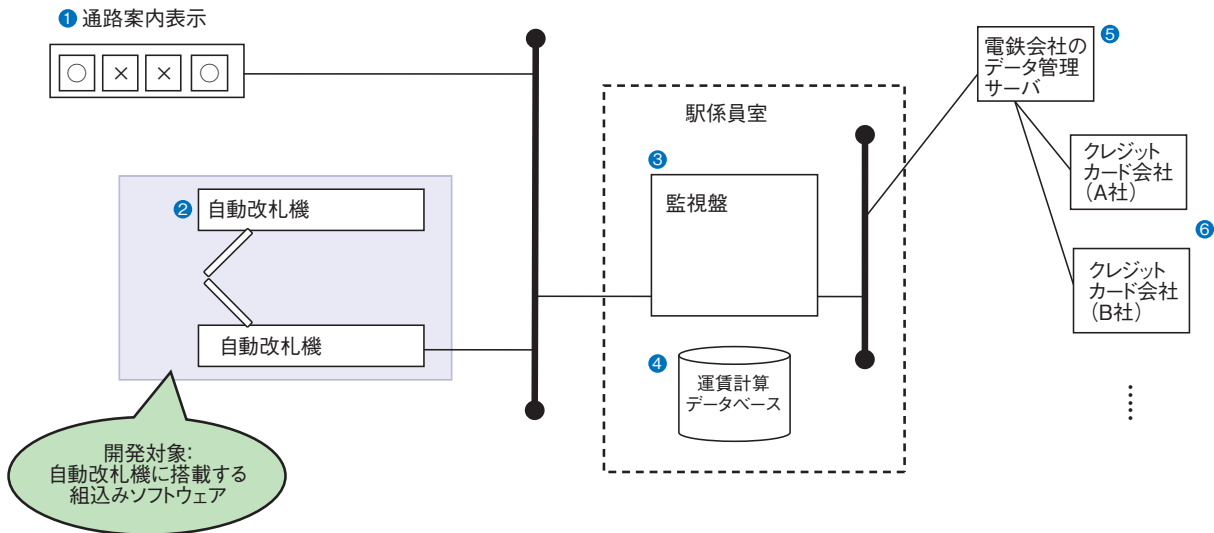 ❶ 通路案内表示
○ × × ○
❷ 自動改札機
自動改札機
開発対象：
自動改札機に搭載する
組込みソフトウェア
駅係員室
❸
監視盤
❹
運賃計算
データベース
❺
電鉄会社の
データ管理
サーバ
クレジット
カード会社
（A社）
❻
クレジット
カード会社
（B社）